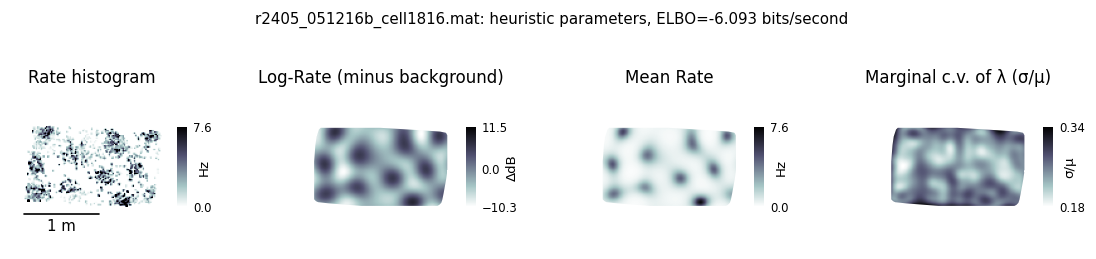 r2405_051216b_cell1816.mat: heuristic parameters, ELBO=-6.093 bits/second
Rate histogram
Log-Rate (minus background)
Mean Rate
Marginal c.v. of λ (σ/μ)
7.6
0.0
Hz
1 m
11.5
0.0
−10.3
ΔdB
7.6
0.0
Hz
0.34
0.18
σ/μ